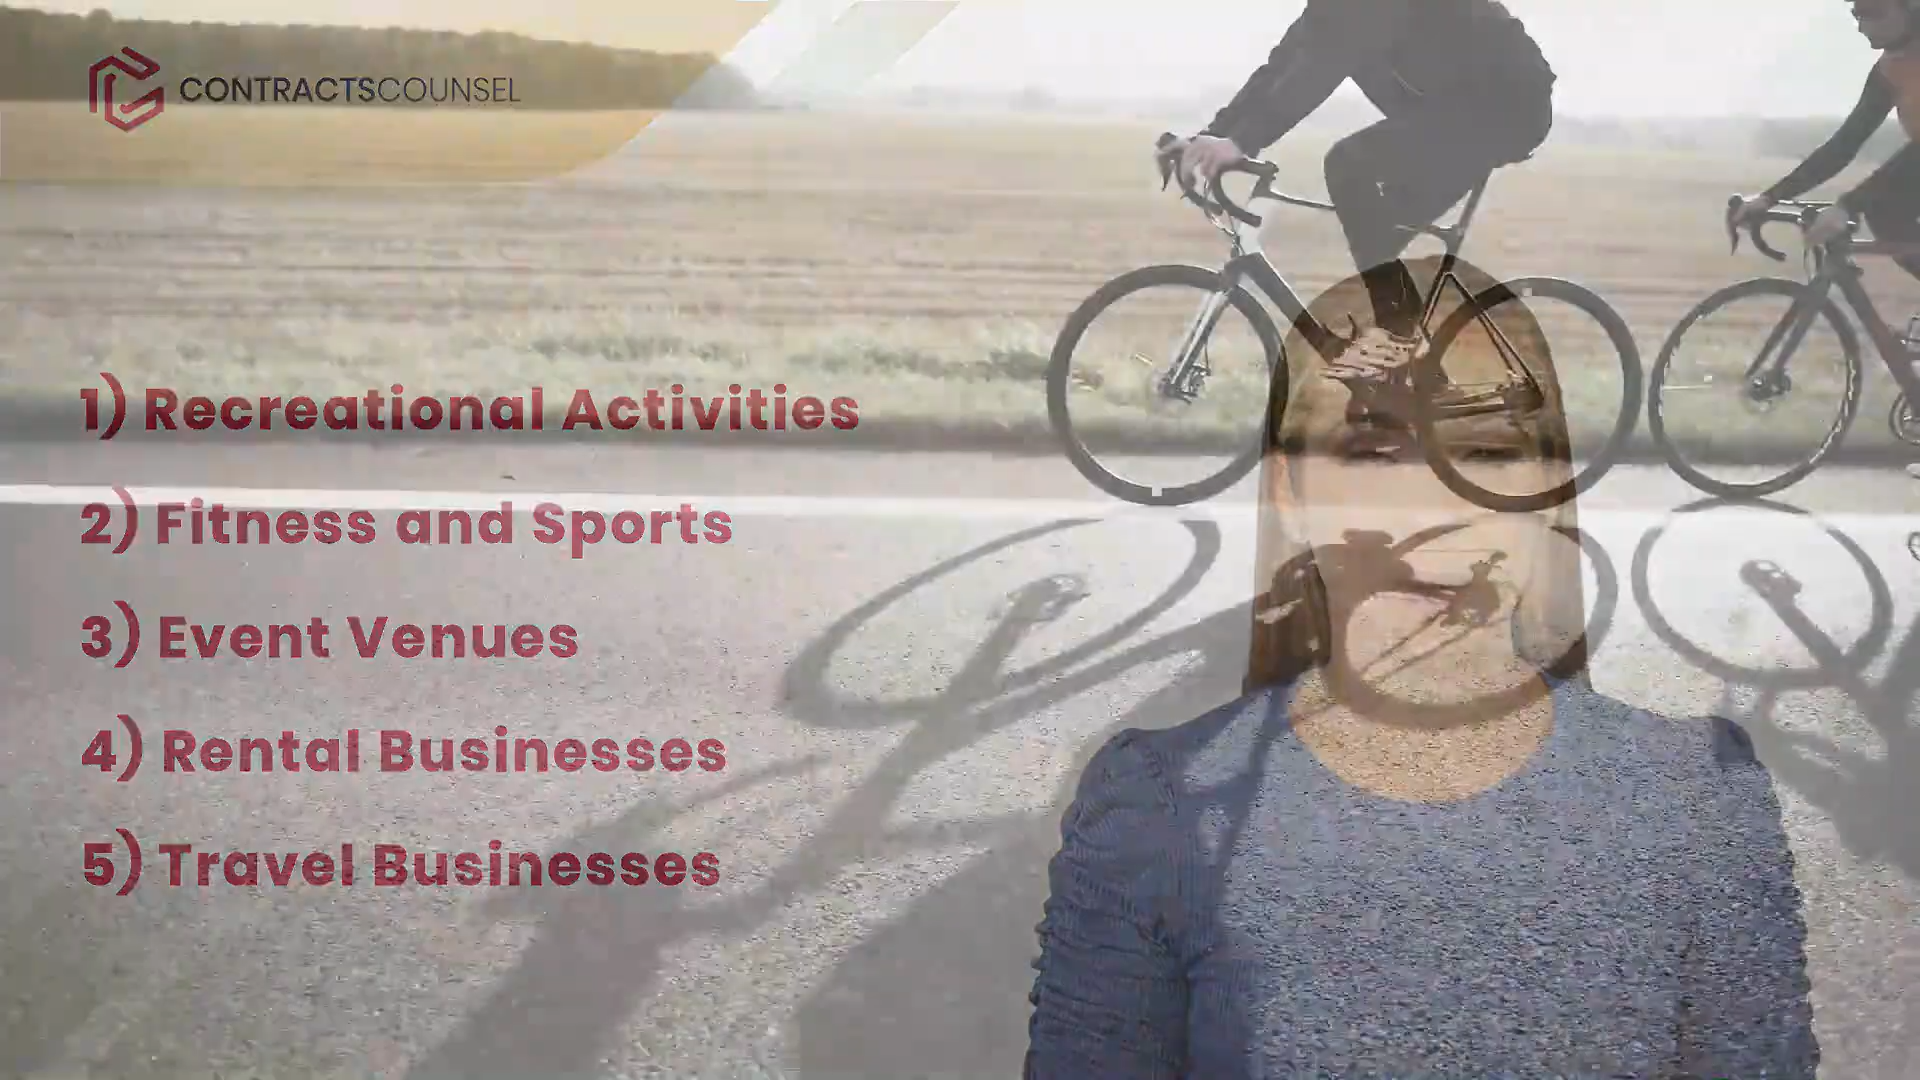 CONTRACTSCOUNSEL
1) Recreational Activities
2) Fitness and Sports
3) Event Venues
4) Rental Businesses
5) Travel Businesses